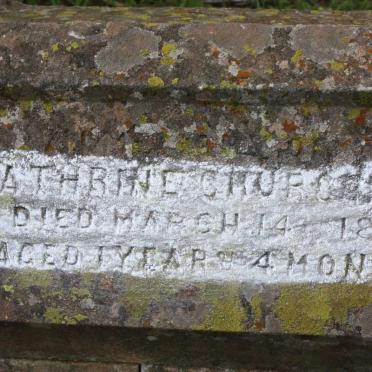 ATHRINE CHURC
DIED MARCH 14 18
AGED 1 YEAR & 4 MON